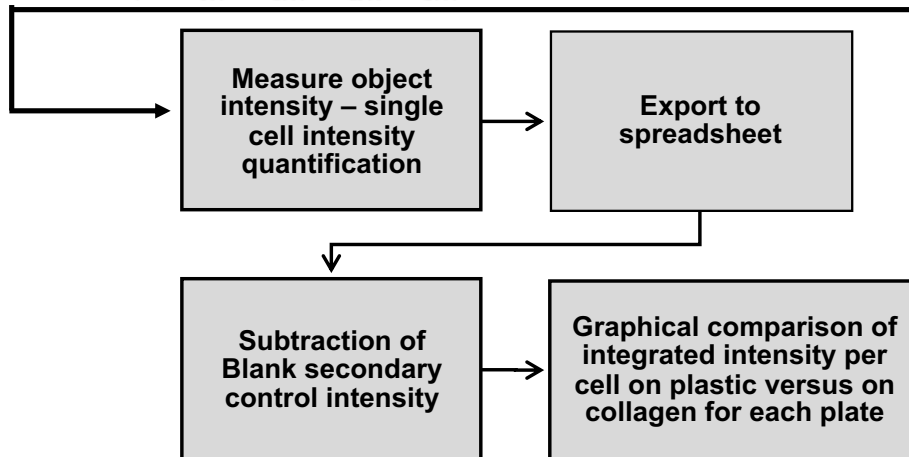 Measure object
intensity – single
cell intensity
quantification
Export to
spreadsheet
Subtraction of
Blank secondary
control intensity
Graphical comparison of
integrated intensity per
cell on plastic versus on
collagen for each plate